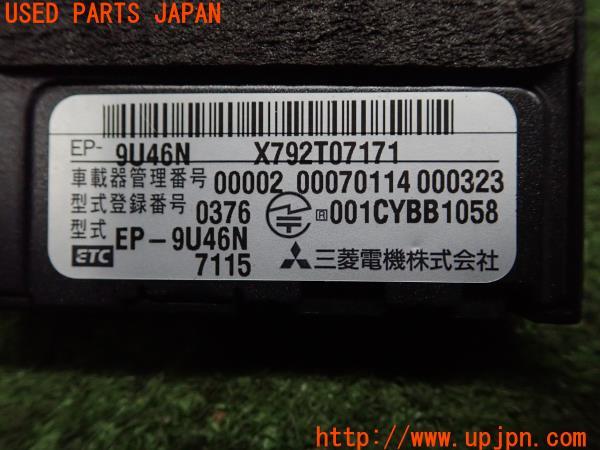 USED PARTS JAPAN
EP- 9U46N X792T07171
車載器管理番号 00002 00070114 000323
型式登録番号 0376 R 001CYBB1058
型式 EP-9U46N
ETC 7115 三菱電機株式会社
http://www.upjpn.com/